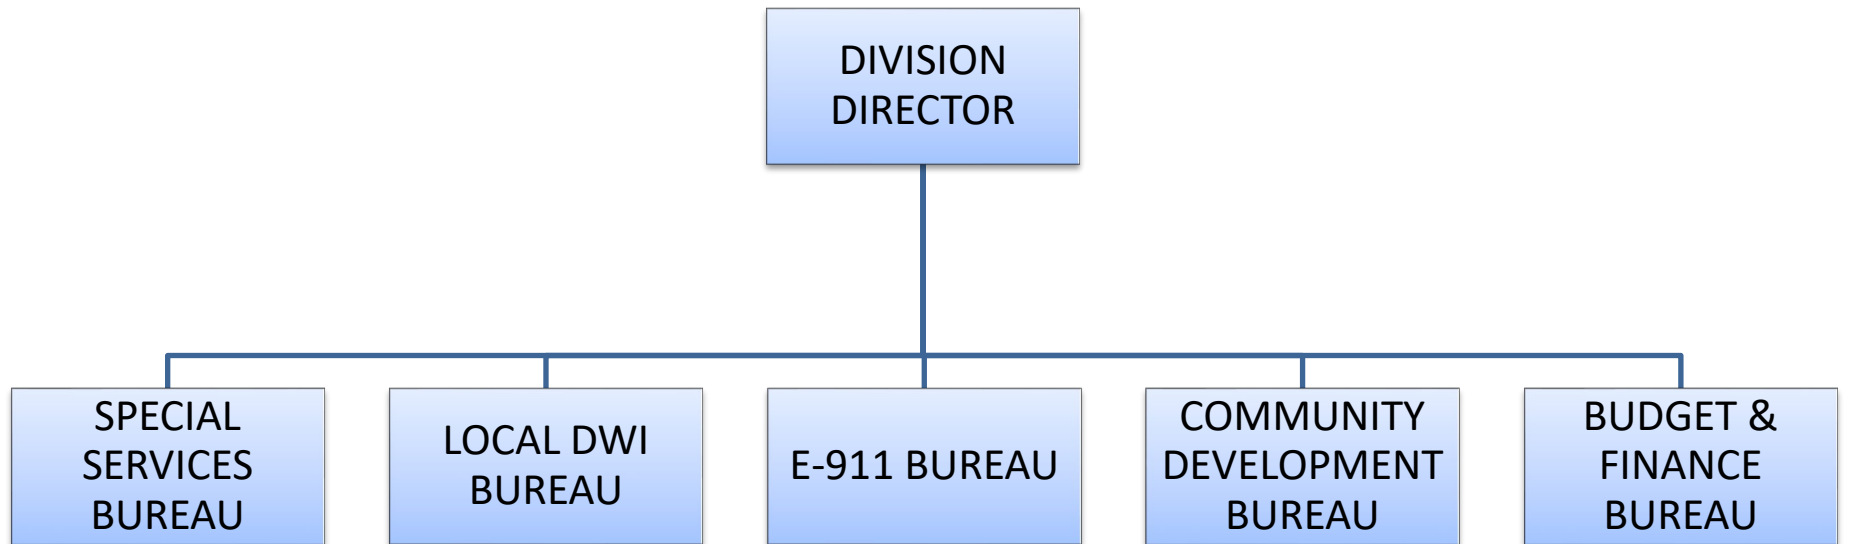 DIVISION
DIRECTOR
SPECIAL
SERVICES
BUREAU
LOCAL DWI
BUREAU
E-911 BUREAU
COMMUNITY
DEVELOPMENT
BUREAU
BUDGET &
FINANCE
BUREAU